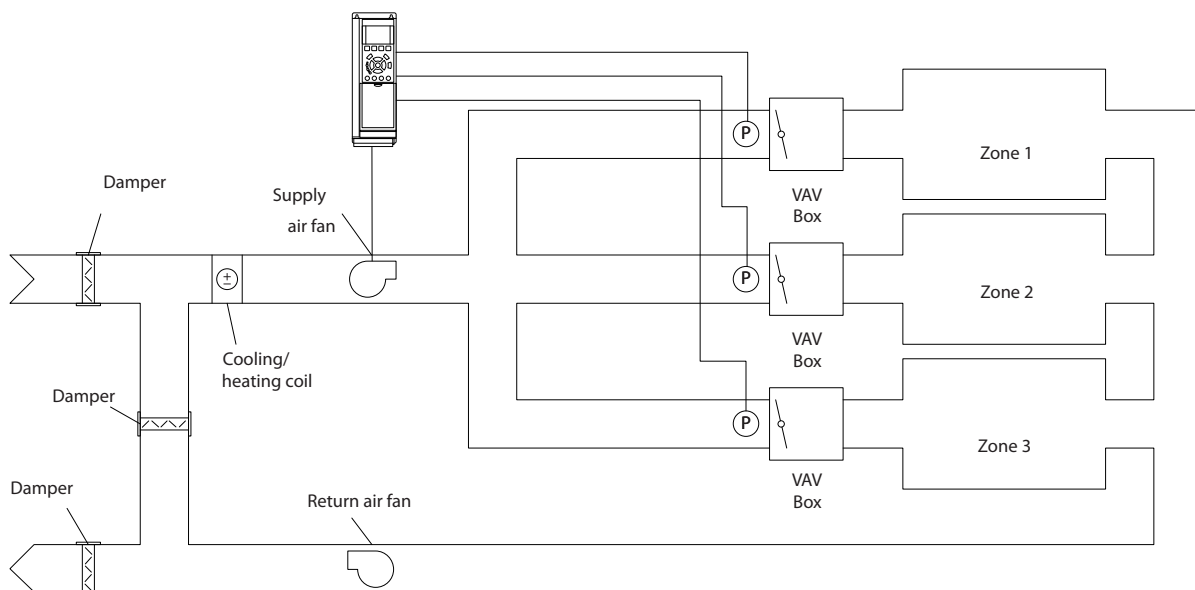 Damper
Supply
air fan
P
Zone 1
VAV
Box
±
P
Zone 2
VAV
Box
Cooling/
heating coil
Damper
P
Zone 3
VAV
Box
Damper
Return air fan